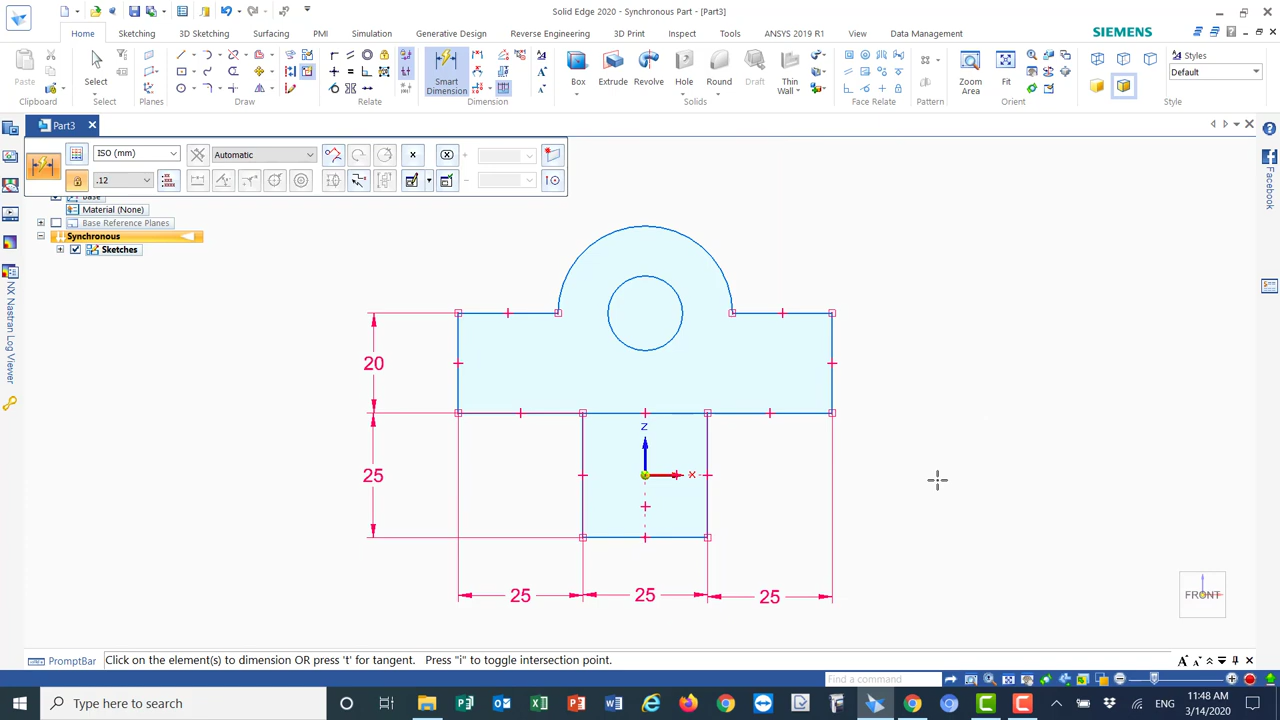 Solid Edge 2020 - Synchronous Part - [Part3]
Home Sketching 3D Sketching Surfacing PMI Simulation Generative Design Reverse Engineering 3D Print Inspect Tools ANSYS 2019 R1 View Data Management
SIEMENS
Paste
Select
Smart Dimension
Box
Extrude
Revolve
Hole
Round
Draft
Thin Wall
Zoom Area
Fit
Styles
Default
Clipboard Select Planes Draw Relate Dimension Solids Face Relate Pattern Orient Style
Part3
ISO (mm)
Automatic
.12
Base
Material (None)
Base Reference Planes
Synchronous
Sketches
NX Nastran Log Viewer
Facebook
20
25
Z
X
25 25 25
FRONT
PromptBar Click on the element(s) to dimension OR press 't' for tangent. Press "i" to toggle intersection point.
Find a command
Type here to search
ENG
11:48 AM
3/14/2020